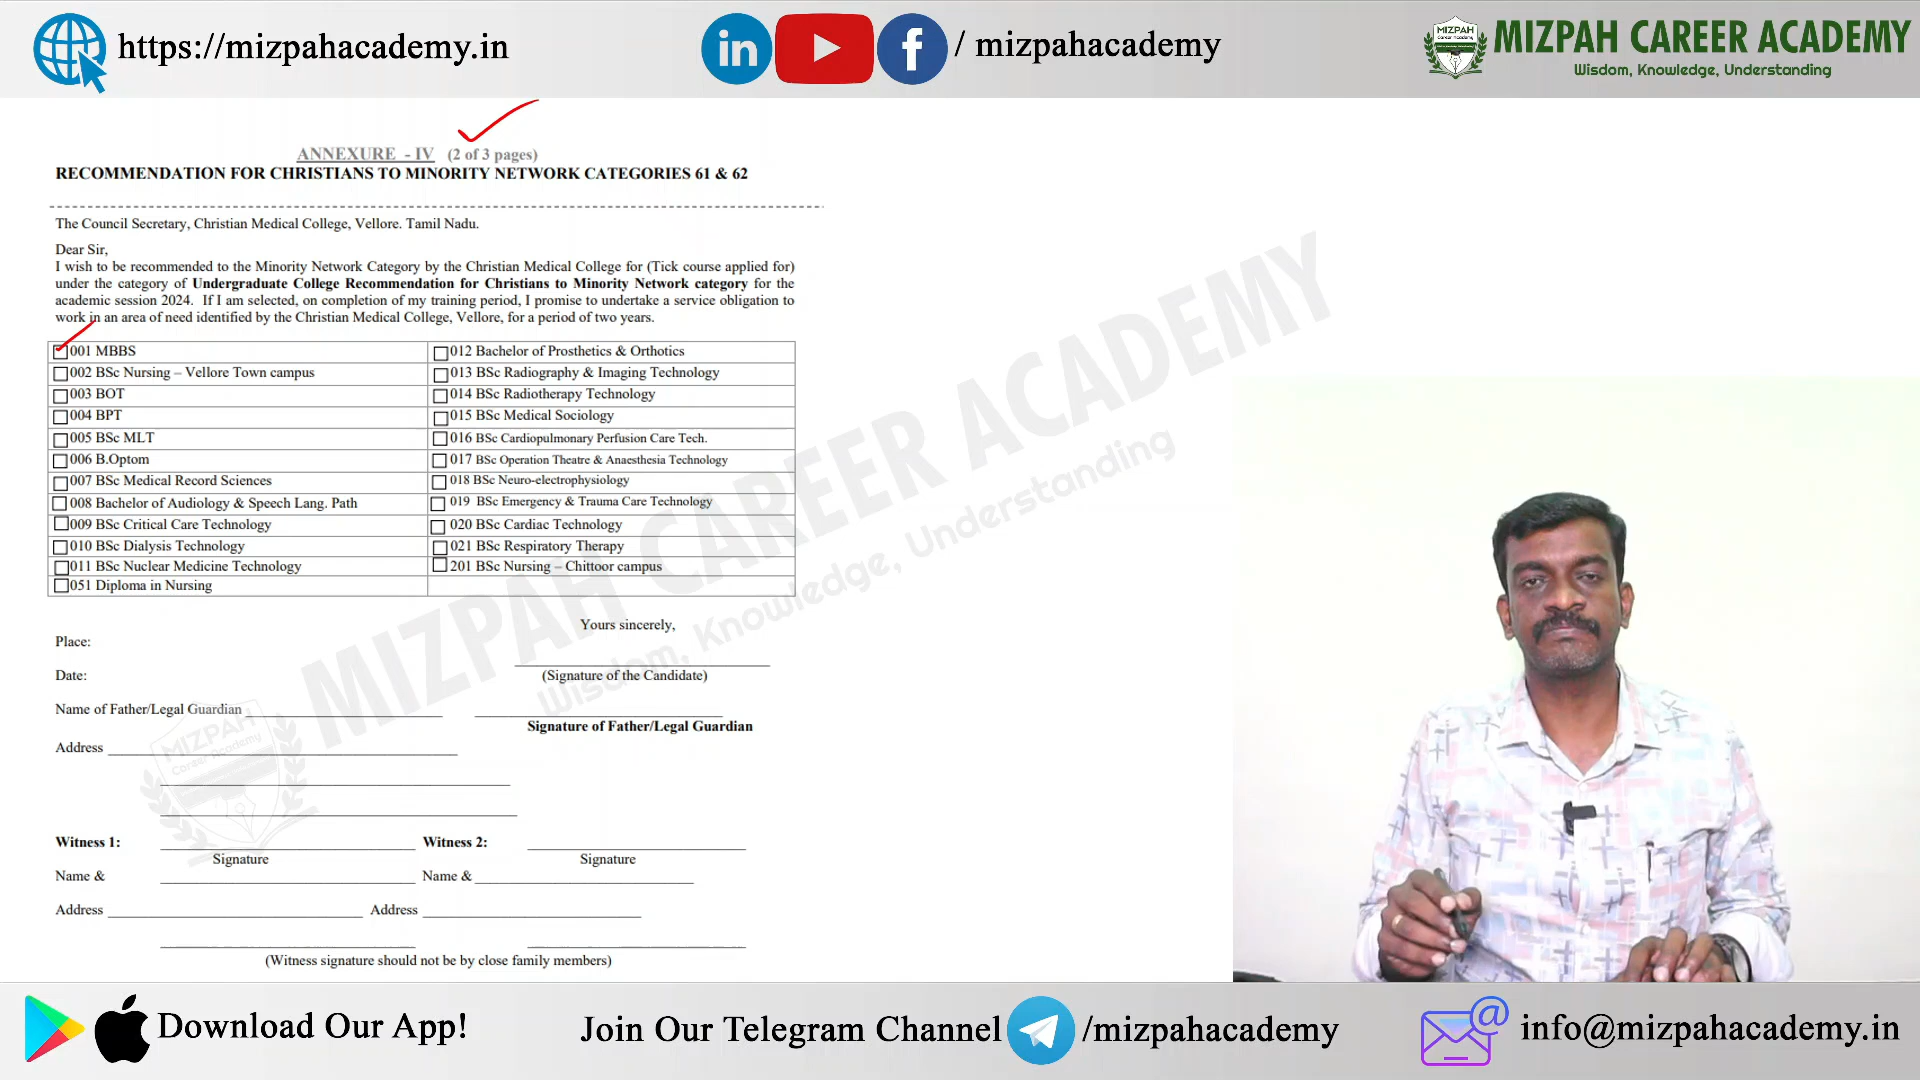 https://mizpahacademy.in
in f / mizpahacademy
MIZPAH
Career Academy
MIZPAH CAREER ACADEMY
Wisdom, Knowledge, Understanding
ANNEXURE - IV (2 of 3 pages)
RECOMMENDATION FOR CHRISTIANS TO MINORITY NETWORK CATEGORIES 61 & 62
The Council Secretary, Christian Medical College, Vellore. Tamil Nadu.
Dear Sir,
I wish to be recommended to the Minority Network Category by the Christian Medical College for (Tick course applied for)
under the category of Undergraduate College Recommendation for Christians to Minority Network category for the
academic session 2024. If I am selected, on completion of my training period, I promise to undertake a service obligation to
work in an area of need identified by the Christian Medical College, Vellore, for a period of two years.
001 MBBS
012 Bachelor of Prosthetics & Orthotics
002 BSc Nursing – Vellore Town campus
013 BSc Radiography & Imaging Technology
003 BOT
014 BSc Radiotherapy Technology
004 BPT
015 BSc Medical Sociology
005 BSc MLT
016 BSc Cardiopulmonary Perfusion Care Tech.
006 B.Optom
017 BSc Operation Theatre & Anaesthesia Technology
007 BSc Medical Record Sciences
018 BSc Neuro-electrophysiology
008 Bachelor of Audiology & Speech Lang. Path
019 BSc Emergency & Trauma Care Technology
009 BSc Critical Care Technology
020 BSc Cardiac Technology
010 BSc Dialysis Technology
021 BSc Respiratory Therapy
011 BSc Nuclear Medicine Technology
201 BSc Nursing – Chittoor campus
051 Diploma in Nursing
Yours sincerely,
Place:
Date:
(Signature of the Candidate)
Name of Father/Legal Guardian
Signature of Father/Legal Guardian
Address
Witness 1: Witness 2:
Signature Signature
Name & Name &
Address Address
(Witness signature should not be by close family members)
MIZPAH CAREER ACADEMY
Wisdom, Knowledge, Understanding
MIZPAH
Career Academy
Download Our App!
Join Our Telegram Channel /mizpahacademy
@ info@mizpahacademy.in